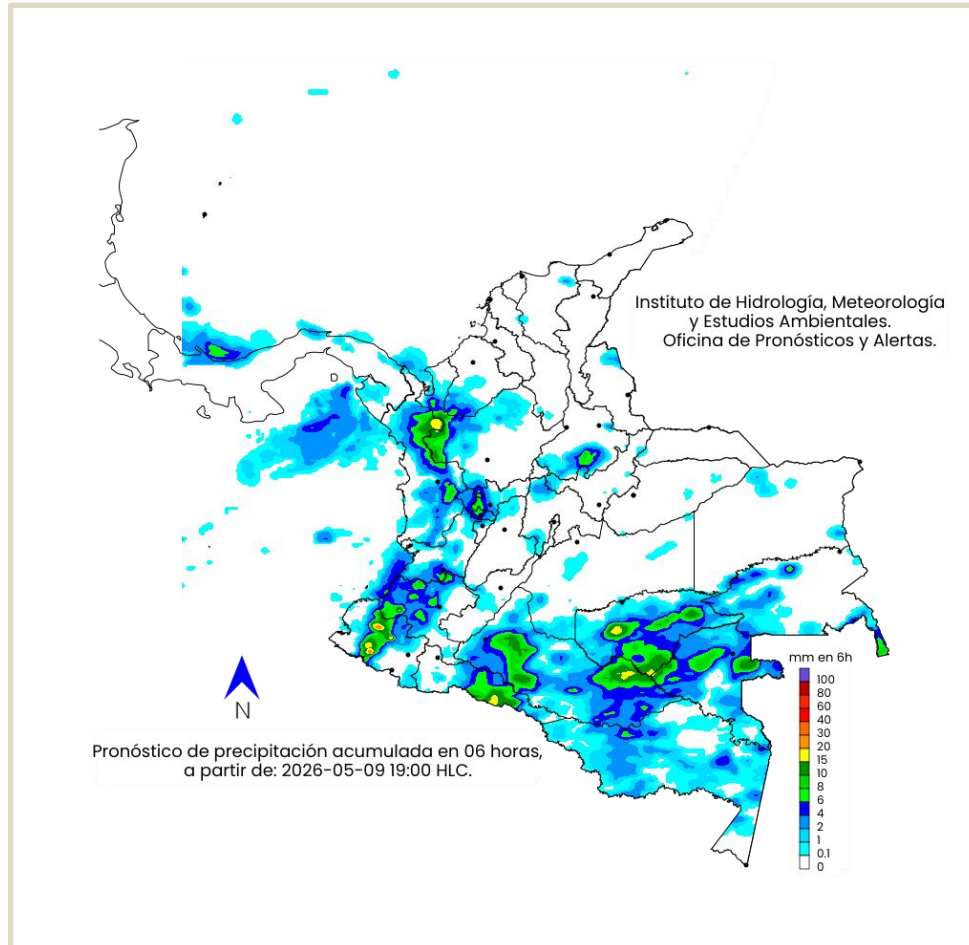 Instituto de Hidrología, Meteorología
y Estudios Ambientales.
Oficina de Pronósticos y Alertas.
mm en 6h
100
80
60
40
30
20
15
10
8
6
4
2
1
0.1
0
N
Pronóstico de precipitación acumulada en 06 horas,
a partir de: 2026-05-09 19:00 HLC.